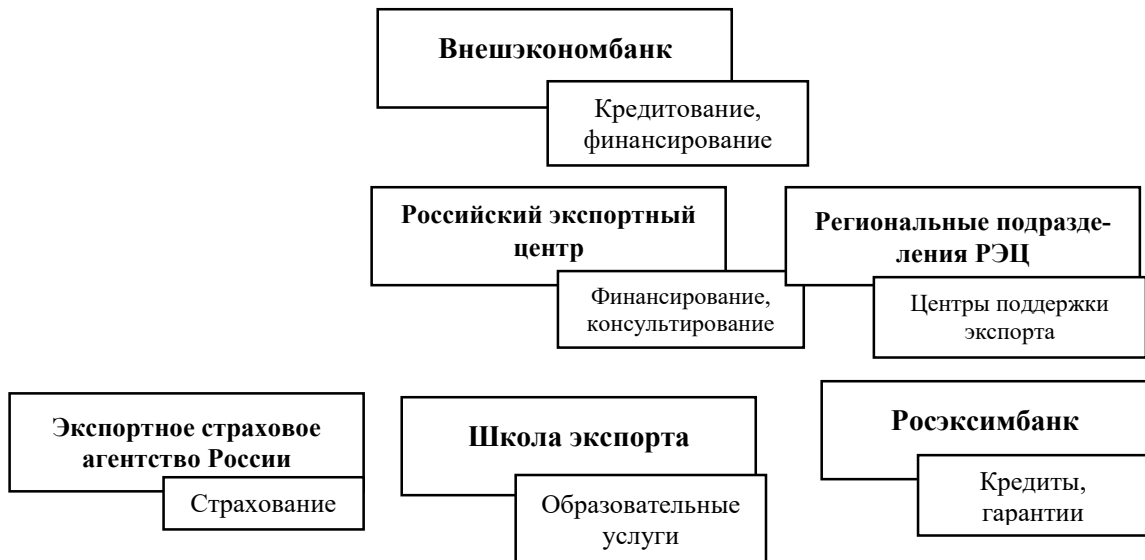 Внешэкономбанк
Кредитование,
финансирование
Российский экспортный
центр
Финансирование,
консультирование
Региональные подразде-
ления РЭЦ
Центры поддержки
экспорта
Экспортное страховое
агентство России
Страхование
Школа экспорта
Образовательные
услуги
Росэксимбанк
Кредиты,
гарантии